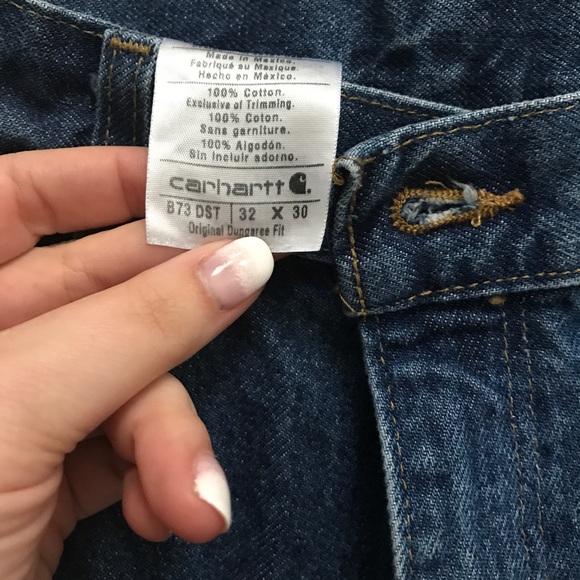 Made in Mexico.
Fabriqué au Mexique.
Hecho en México.
100% Cotton.
Exclusive of Trimming.
100% Coton.
Sans garniture.
100% Algodón.
Sin incluir adorno.
carhartt
B73 DST 32 X 30
Original Dungaree Fit